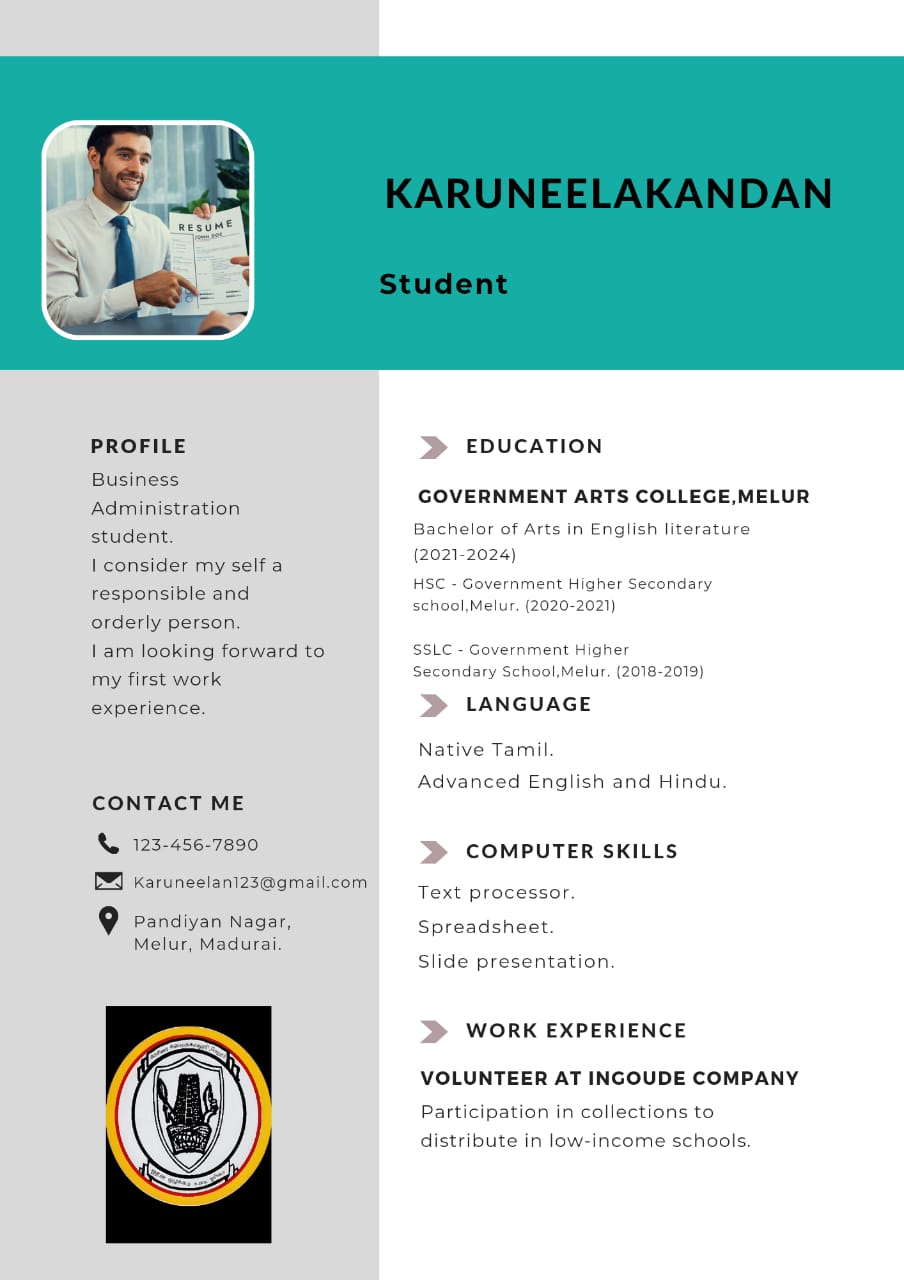 RESUME
JOHN DOE
KARUNEELAKANDAN
Student
PROFILE
Business
Administration
student.
I consider my self a
responsible and
orderly person.
I am looking forward to
my first work
experience.
CONTACT ME
123-456-7890
Karuneelan123@gmail.com
Pandiyan Nagar,
Melur, Madurai.
EDUCATION
GOVERNMENT ARTS COLLEGE,MELUR
Bachelor of Arts in English literature
(2021-2024)
HSC - Government Higher Secondary
school,Melur. (2020-2021)
SSLC - Government Higher
Secondary School,Melur. (2018-2019)
LANGUAGE
Native Tamil.
Advanced English and Hindu.
COMPUTER SKILLS
Text processor.
Spreadsheet.
Slide presentation.
WORK EXPERIENCE
VOLUNTEER AT INGOUDE COMPANY
Participation in collections to
distribute in low-income schools.